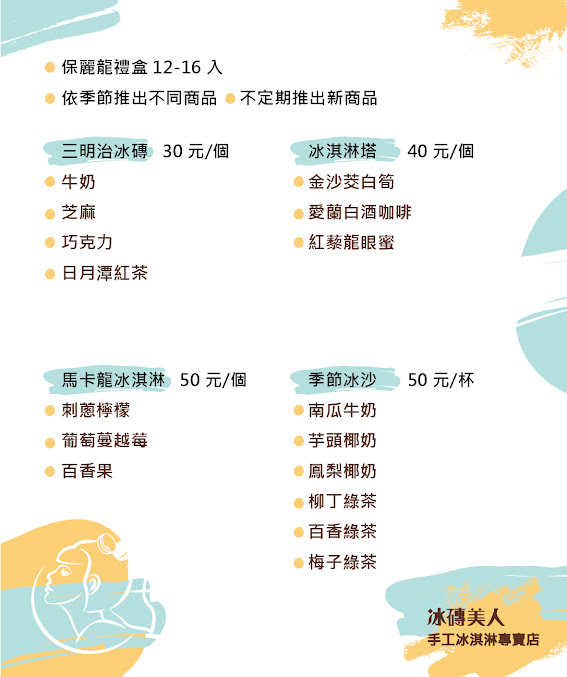 保麗龍禮盒 12-16 入
依季節推出不同商品 不定期推出新商品
三明治冰磚 30 元/個
牛奶
芝麻
巧克力
日月潭紅茶
冰淇淋塔 40 元/個
金沙茭白筍
愛蘭白酒咖啡
紅藜龍眼蜜
馬卡龍冰淇淋 50 元/個
刺蔥檸檬
葡萄蔓越莓
百香果
季節冰沙 50 元/杯
南瓜牛奶
芋頭椰奶
鳳梨椰奶
柳丁綠茶
百香綠茶
梅子綠茶
冰磚美人
手工冰淇淋專賣店